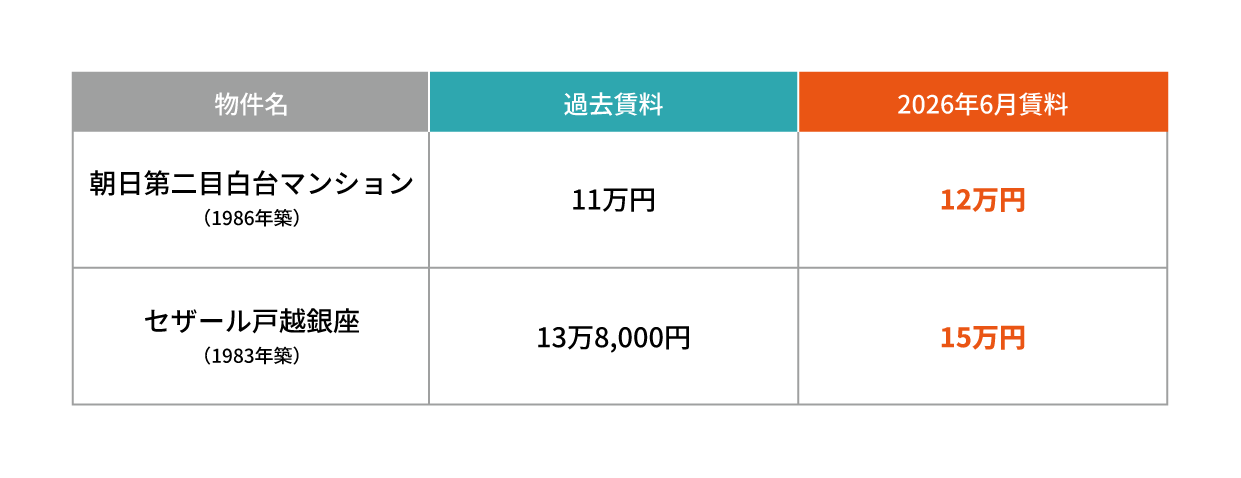 物件名 過去賃料 2026年6月賃料
朝日第二目白台マンション
（1986年築）
11万円 12万円
セザール戸越銀座
（1983年築）
13万8,000円 15万円